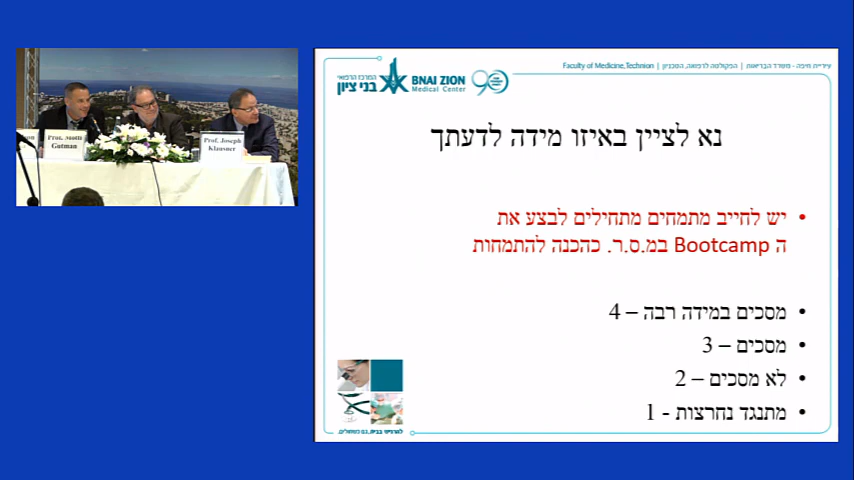 Prof. Motti
Gutman
Prof. Joseph
Klausner
המרכז הרפואי
בני ציון
BNAI ZION
Medical Center
90
Faculty of Medicine, Technion | עיריית חיפה - משרד הבריאות | הפקולטה לרפואה, הטכניון
נא לציין באיזו מידה לדעתך
• יש לחייב מתמחים מתחילים לבצע את
ה Bootcamp במ.ס.ר. כהכנה להתמחות
• מסכים במידה רבה – 4
• מסכים – 3
• לא מסכים – 2
• מתנגד נחרצות - 1